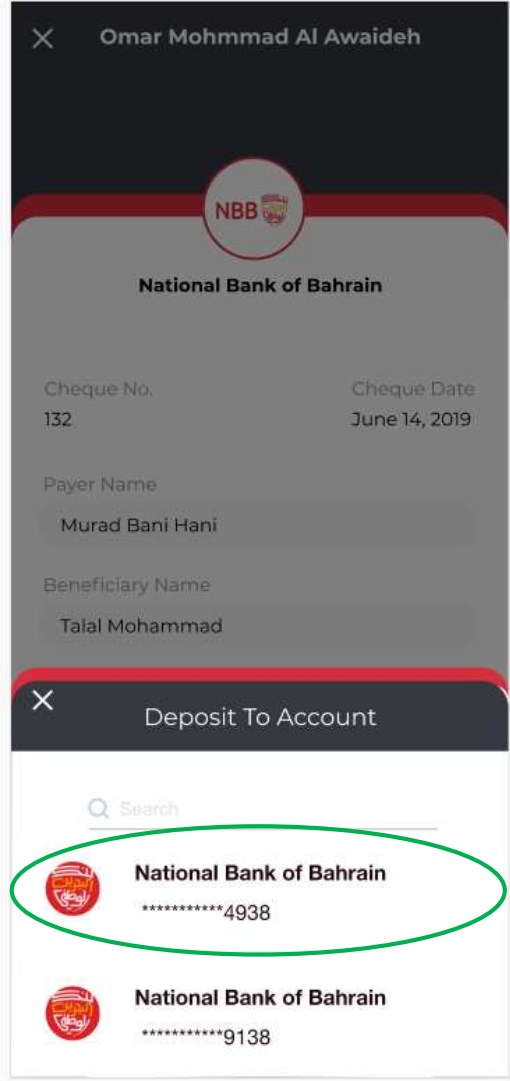 Omar Mohmmad Al Awaideh
NBB
National Bank of Bahrain
Cheque No. Cheque Date
132 June 14, 2019
Payer Name
Murad Bani Hani
Beneficiary Name
Talal Mohammad
Deposit To Account
Search
National Bank of Bahrain
***********4938
National Bank of Bahrain
***********9138